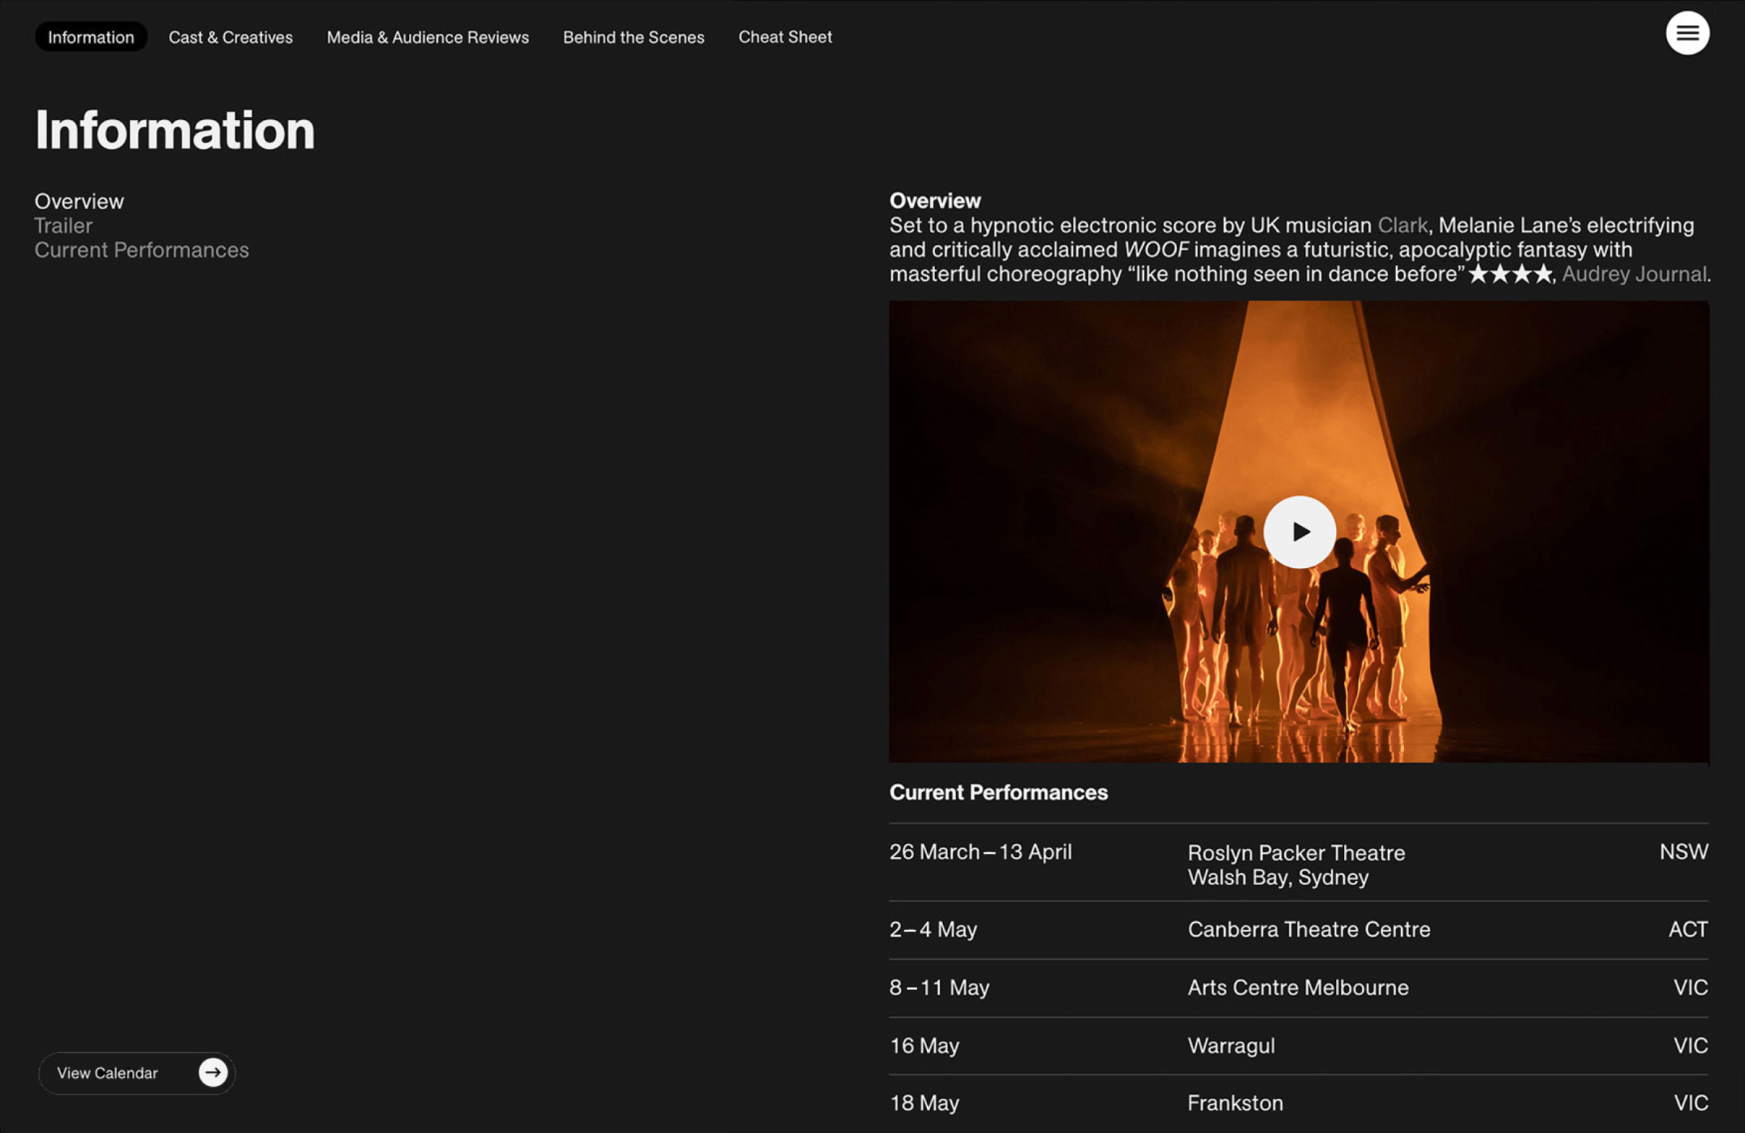 Information
Cast & Creatives
Media & Audience Reviews
Behind the Scenes
Cheat Sheet
Information
Overview
Trailer
Current Performances
Overview
Set to a hypnotic electronic score by UK musician Clark, Melanie Lane’s electrifying
and critically acclaimed WOOF imagines a futuristic, apocalyptic fantasy with
masterful choreography “like nothing seen in dance before”★★★★, Audrey Journal.
Current Performances
26 March – 13 April
Roslyn Packer Theatre
Walsh Bay, Sydney
NSW
2 – 4 May
Canberra Theatre Centre
ACT
8 – 11 May
Arts Centre Melbourne
VIC
16 May
Warragul
VIC
18 May
Frankston
VIC
View Calendar →